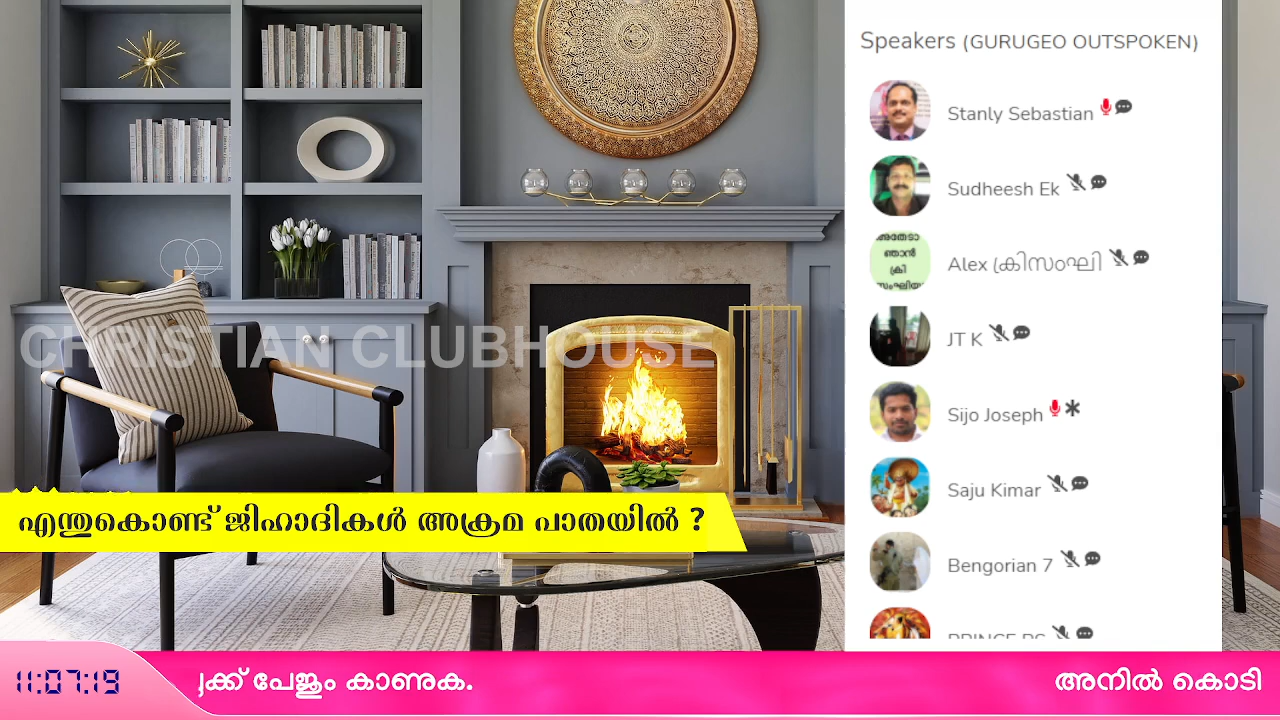 Speakers (GURUGEO OUTSPOKEN)
Stanly Sebastian
Sudheesh Ek
അതേടാ
ഞാൻ
ക്രി
Alex ക്രിസംഘി
JT K
Sijo Joseph
Saju Kimar
Bengorian 7
CHRISTIAN CLUBHOUSE
എന്തുകൊണ്ട് ജിഹാദികൾ അക്രമ പാതയിൽ ?
11:07:19
പേജും കാണുക.
അനിൽ കൊടി